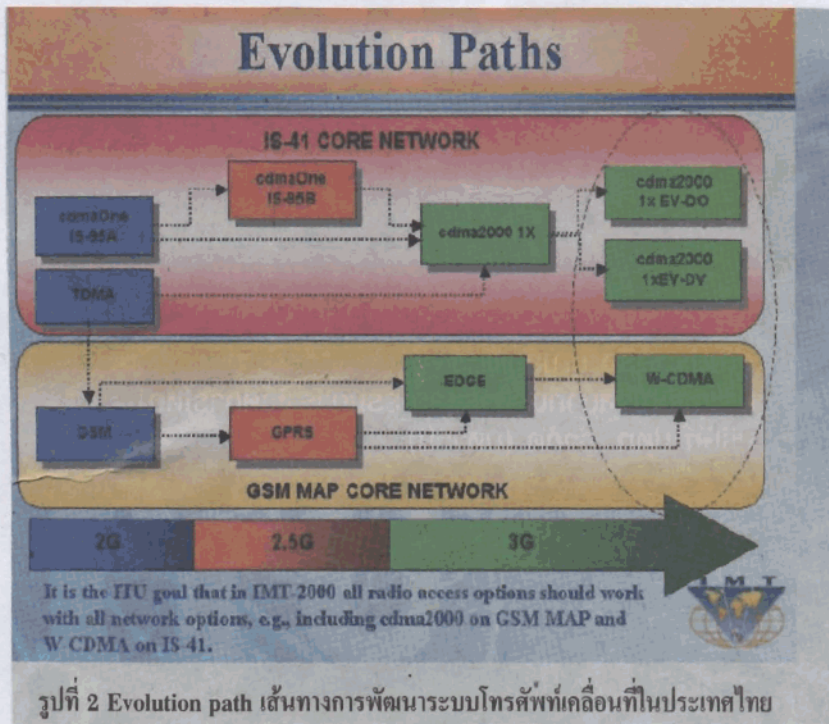 Evolution Paths
IS-41 CORE NETWORK
cdmaOne
IS-95B
cdmaOne
IS-95A
TDMA
cdma2000 1X
cdma2000
1x EV-DO
cdma2000
1xEV-DV
EDGE
W-CDMA
GSM
GPRS
GSM MAP CORE NETWORK
2G
2.5G
3G
It is the ITU goal that in IMT-2000 all radio access options should work
with all network options, e.g., including cdma2000 on GSM MAP and
W CDMA on IS 41.
IMT
รูปที่ 2 Evolution path เส้นทางการพัฒนาระบบโทรศัพท์เคลื่อนที่ในประเทศไทย